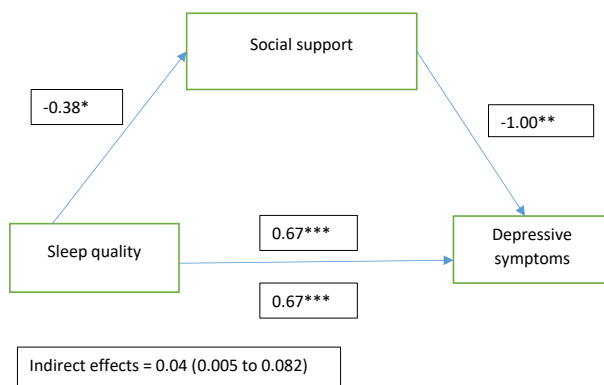 Social support
-0.38*
-1.00**
Sleep quality
0.67***
Depressive
symptoms
0.67***
Indirect effects = 0.04 (0.005 to 0.082)